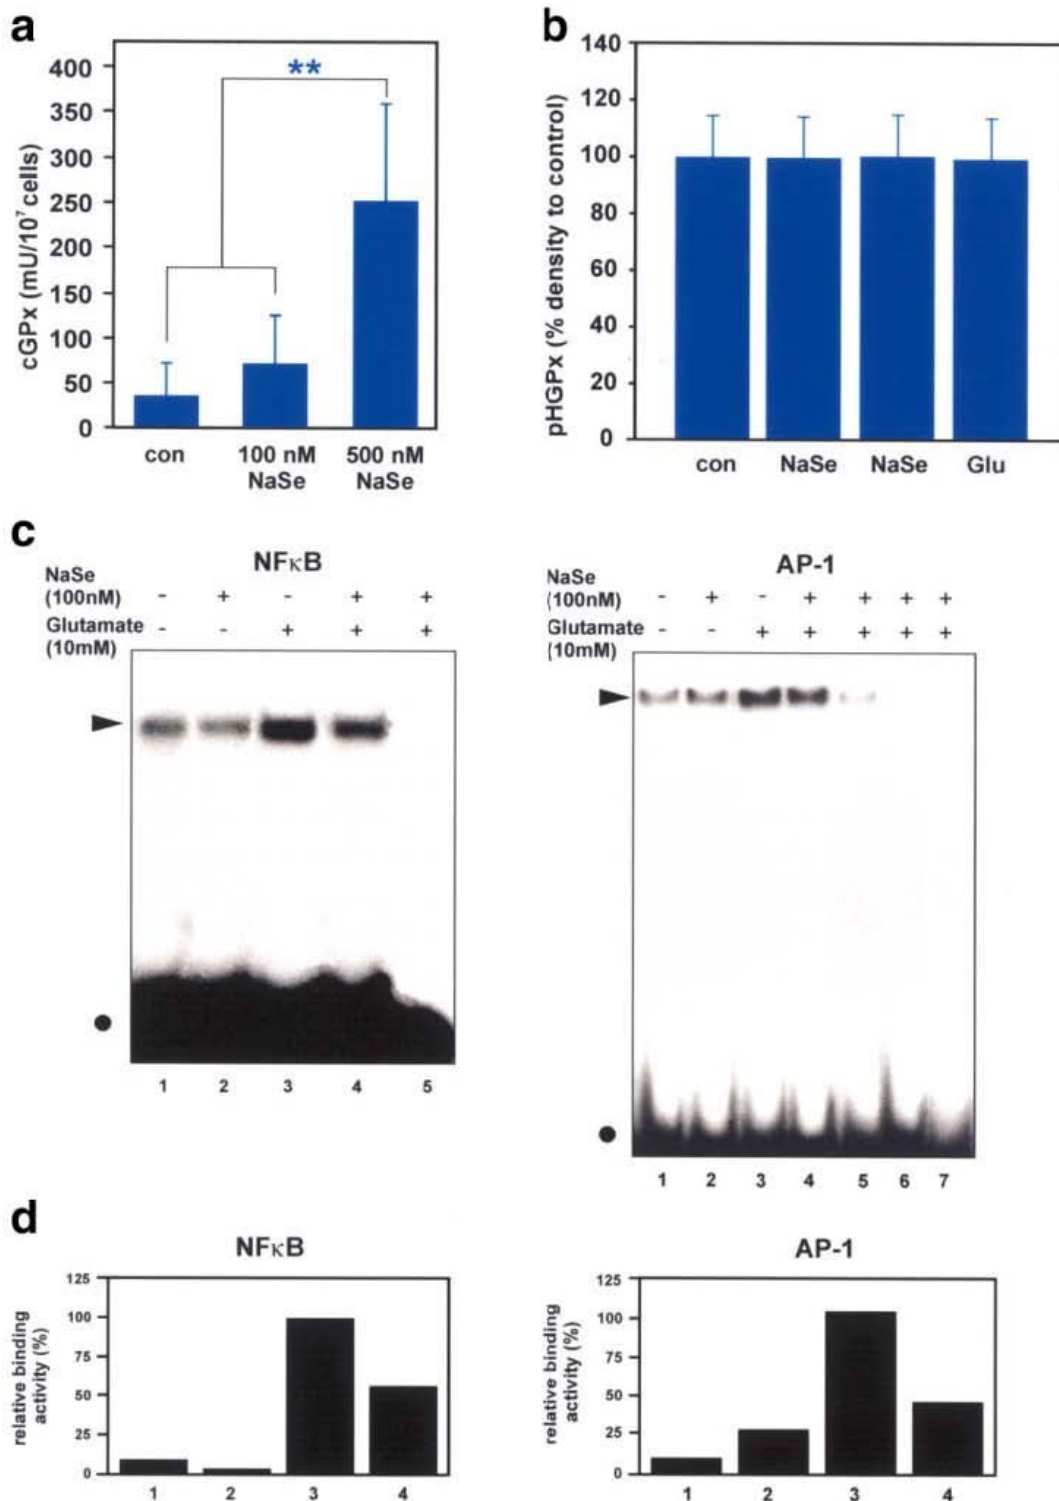 a
cGPx (mU/10⁷ cells)
400
350
300
250
200
150
100
50
0
**
con
100 nM
NaSe
500 nM
NaSe
b
pHGPx (% density to control)
140
120
100
80
60
40
20
0
con
NaSe
NaSe
Glu
c
NFκB
NaSe
(100nM) - + - + +
Glutamate - - + + +
(10mM)
1 2 3 4 5
AP-1
NaSe
(100nM) - + - + + + +
Glutamate - - + + + + +
(10mM)
1 2 3 4 5 6 7
d
NFκB
relative binding
activity (%)
125
100
75
50
25
0
1 2 3 4
AP-1
relative binding
activity (%)
125
100
75
50
25
0
1 2 3 4